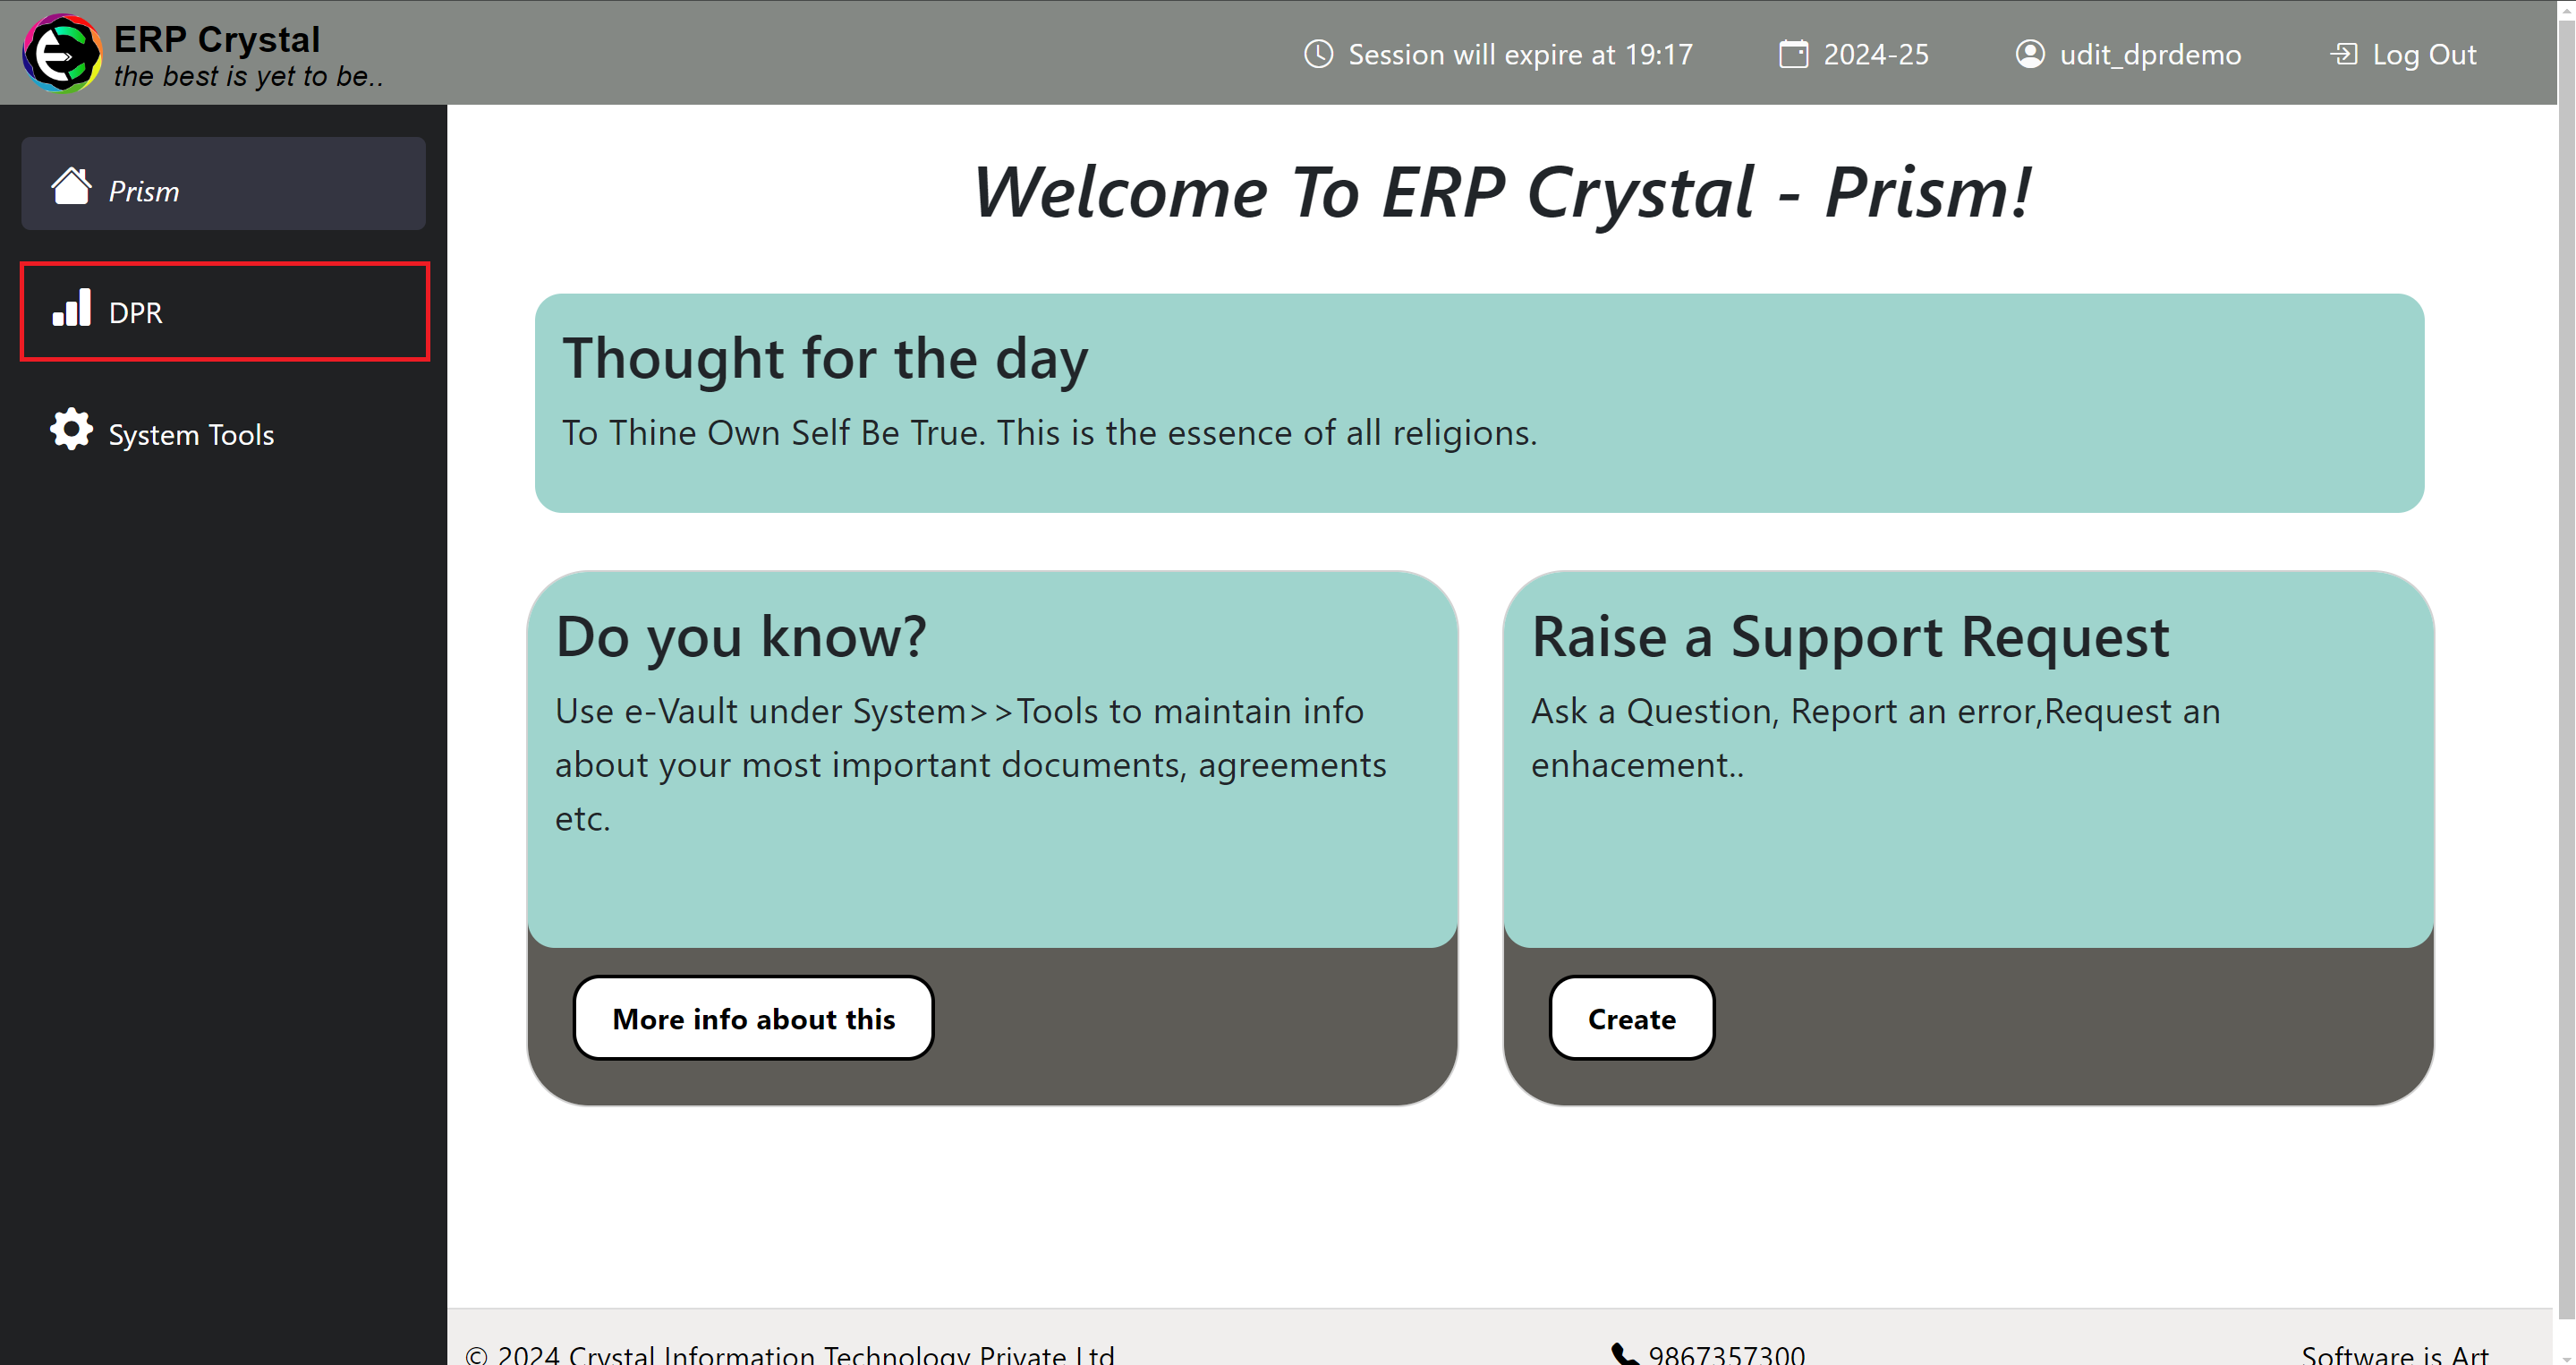 ERP Crystal
the best is yet to be..
Session will expire at 19:17
2024-25
udit_dprdemo
Log Out
Prism
DPR
System Tools
Welcome To ERP Crystal - Prism!
Thought for the day
To Thine Own Self Be True. This is the essence of all religions.
Do you know?
Use e-Vault under System>>Tools to maintain info
about your most important documents, agreements
etc.
More info about this
Raise a Support Request
Ask a Question, Report an error,Request an
enhacement..
Create
© 2024 Crystal Information Technology Private Ltd
9867357300
Software is Art